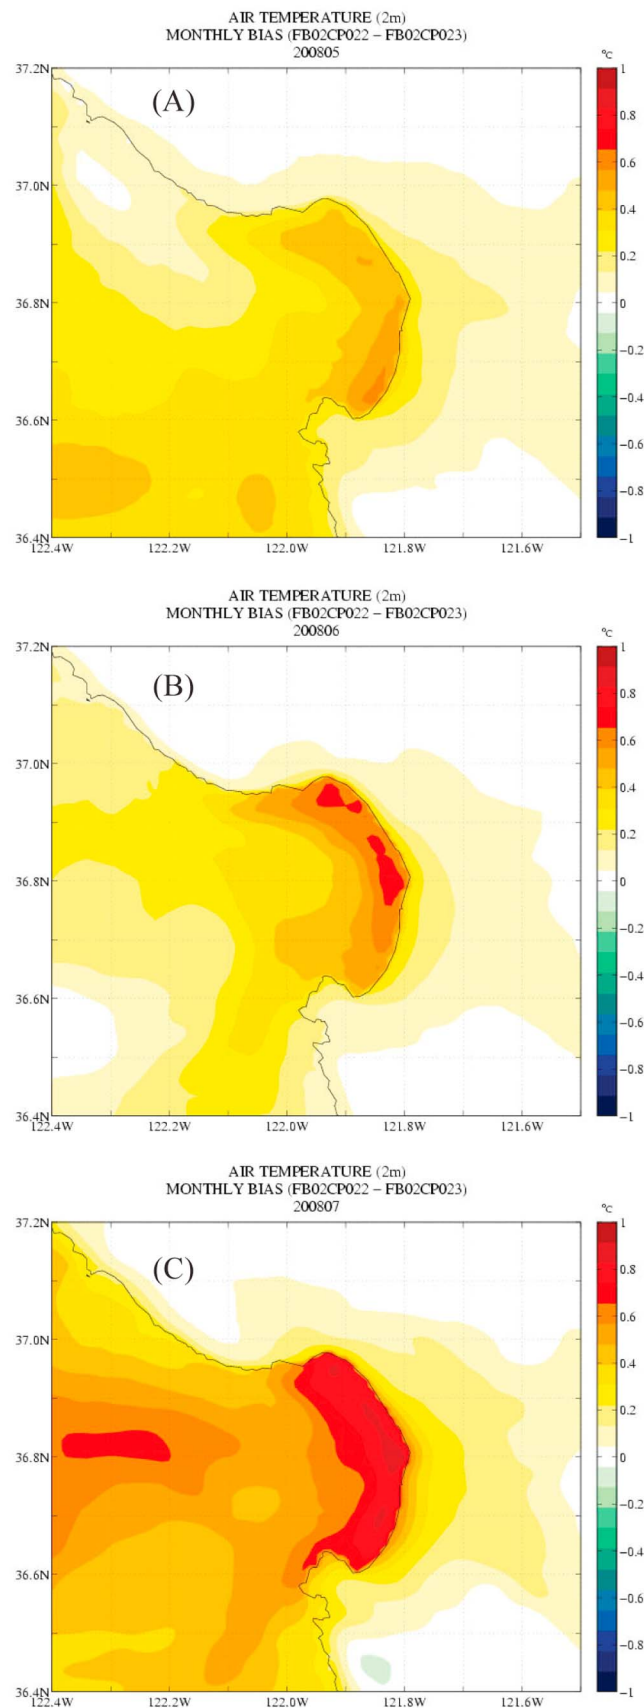 AIR TEMPERATURE (2m)
MONTHLY BIAS (FB02CP022 − FB02CP023)
200805
°C
(A)
37.2N
37.0N
36.8N
36.6N
36.4N
122.4W
122.2W
122.0W
121.8W
121.6W
1
0.8
0.6
0.4
0.2
0
−0.2
−0.4
−0.6
−0.8
−1
AIR TEMPERATURE (2m)
MONTHLY BIAS (FB02CP022 − FB02CP023)
200806
°C
(B)
37.2N
37.0N
36.8N
36.6N
36.4N
122.4W
122.2W
122.0W
121.8W
121.6W
1
0.8
0.6
0.4
0.2
0
−0.2
−0.4
−0.6
−0.8
−1
AIR TEMPERATURE (2m)
MONTHLY BIAS (FB02CP022 − FB02CP023)
200807
°C
(C)
37.2N
37.0N
36.8N
36.6N
36.4N
122.4W
122.2W
122.0W
121.8W
121.6W
1
0.8
0.6
0.4
0.2
0
−0.2
−0.4
−0.6
−0.8
−1